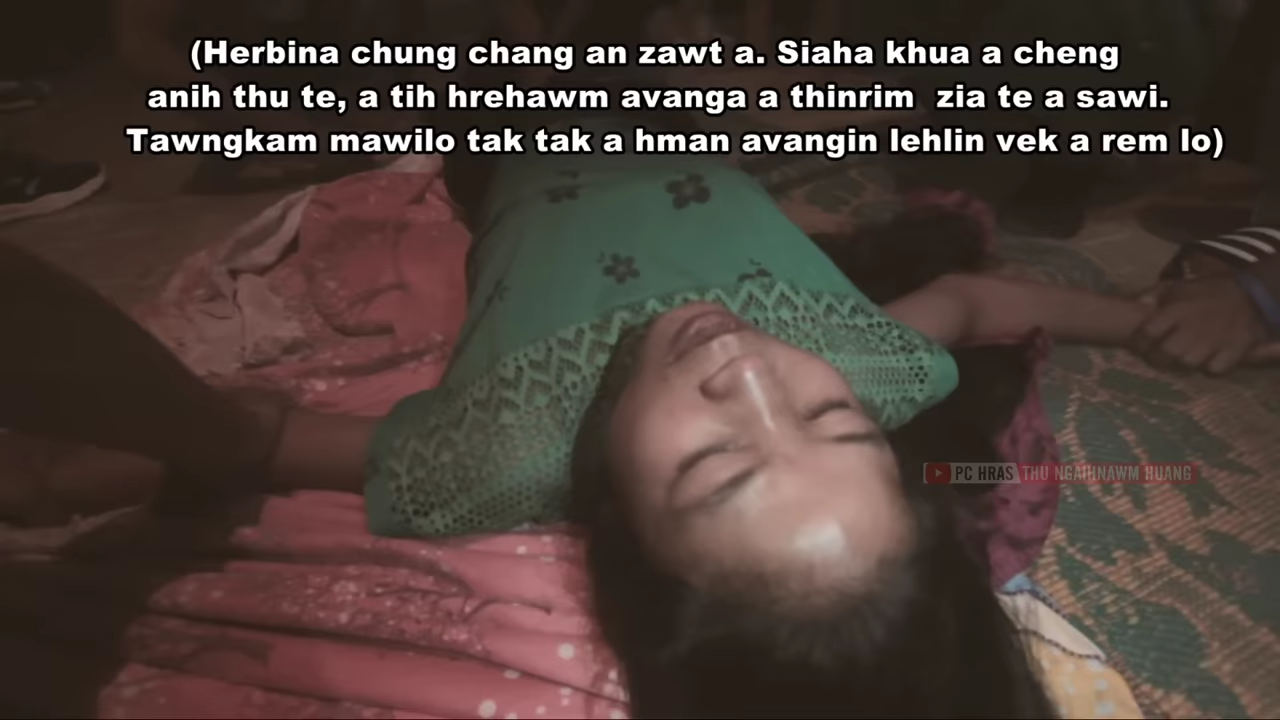 (Herbina chung chang an zawt a. Siaha khua a cheng
anih thu te, a tih hrehawm avanga a thinrim zia te a sawi.
Tawngkam mawilo tak tak a hman avangin lehlin vek a rem lo)
PC HRAS THU NGAIHNAWM HUANG